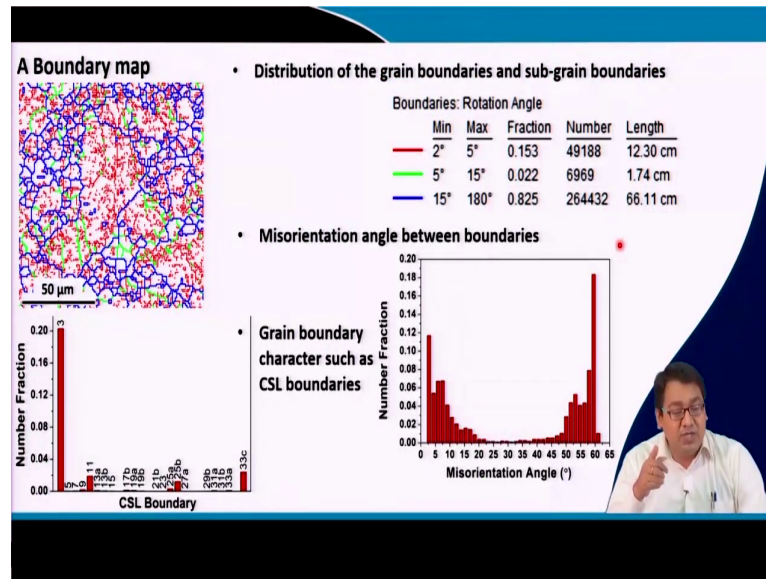 A Boundary map
• Distribution of the grain boundaries and sub-grain boundaries
Boundaries: Rotation Angle
Min Max Fraction Number Length
2° 5° 0.153 49188 12.30 cm
5° 15° 0.022 6969 1.74 cm
15° 180° 0.825 264432 66.11 cm
50 µm
• Misorientation angle between boundaries
• Grain boundary
character such as
CSL boundaries
Number Fraction
0.20
0.16
0.12
0.08
0.04
0.00
3
5
7
9
11
13a
17b
19a
19b
21b
23
25a
25b
27a
29b
31a
31b
33a
33c
CSL Boundary
Number Fraction
0.20
0.18
0.16
0.14
0.12
0.10
0.08
0.06
0.04
0.02
0.00
0 5 10 15 20 25 30 35 40 45 50 55 60 65
Misorientation Angle (°)